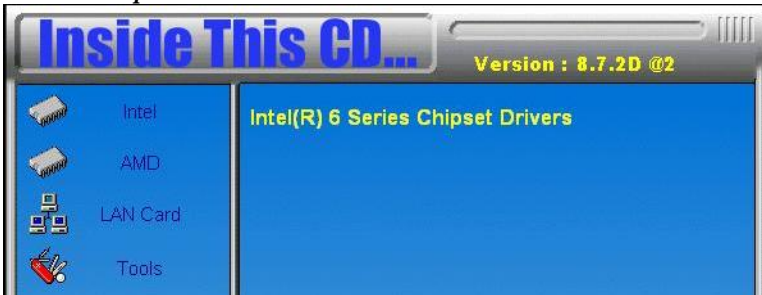 Inside This CD...
Version : 8.7.2D @2
Intel
Intel(R) 6 Series Chipset Drivers
AMD
LAN Card
Tools